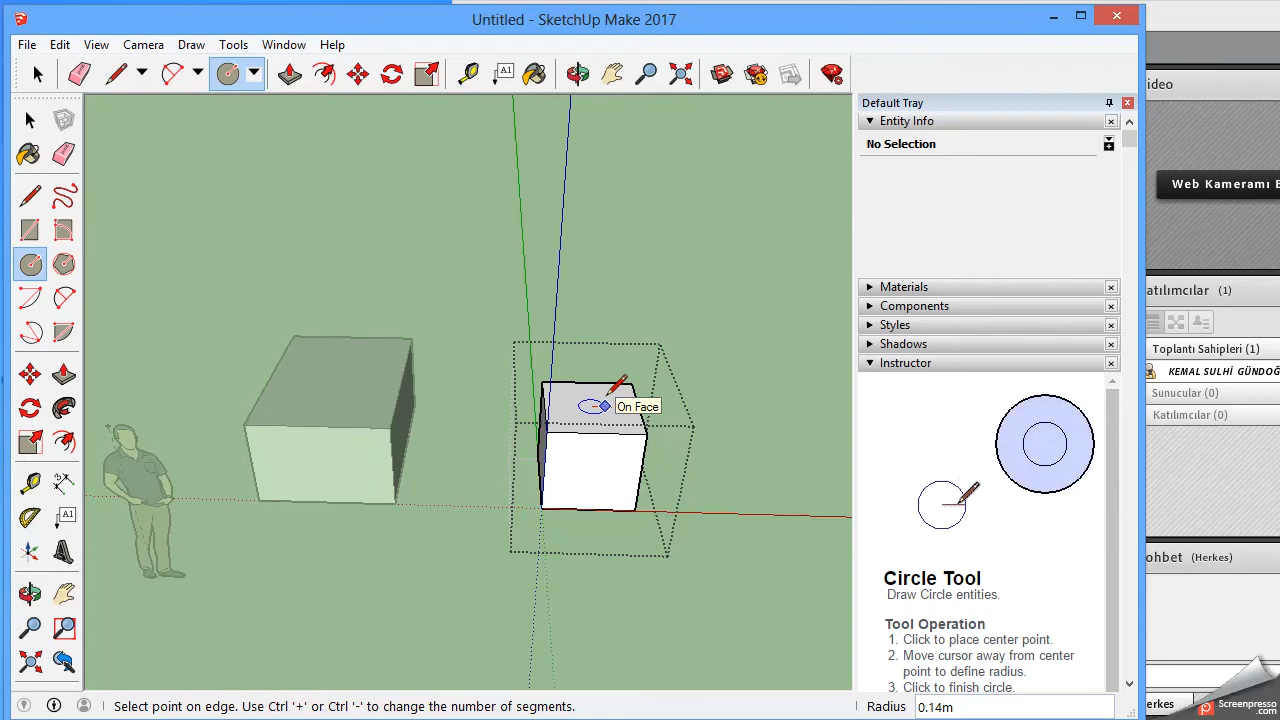 Untitled - SketchUp Make 2017
File Edit View Camera Draw Tools Window Help
A1
Default Tray
Entity Info
No Selection
Materials
Components
Styles
Shadows
Instructor
On Face
A1
Circle Tool
Draw Circle entities.
Tool Operation
1. Click to place center point.
2. Move cursor away from center
point to define radius.
3. Click to finish circle.
Select point on edge. Use Ctrl '+' or Ctrl '-' to change the number of segments.
Radius 0.14m
ideo
Web Kameramı
atılımcılar (1)
Toplantı Sahipleri (1)
KEMAL SULHİ GÜNDOĞ
Sunucular (0)
Katılımcılar (0)
ohbet (Herkes)
erkes
Screenpresso
.com